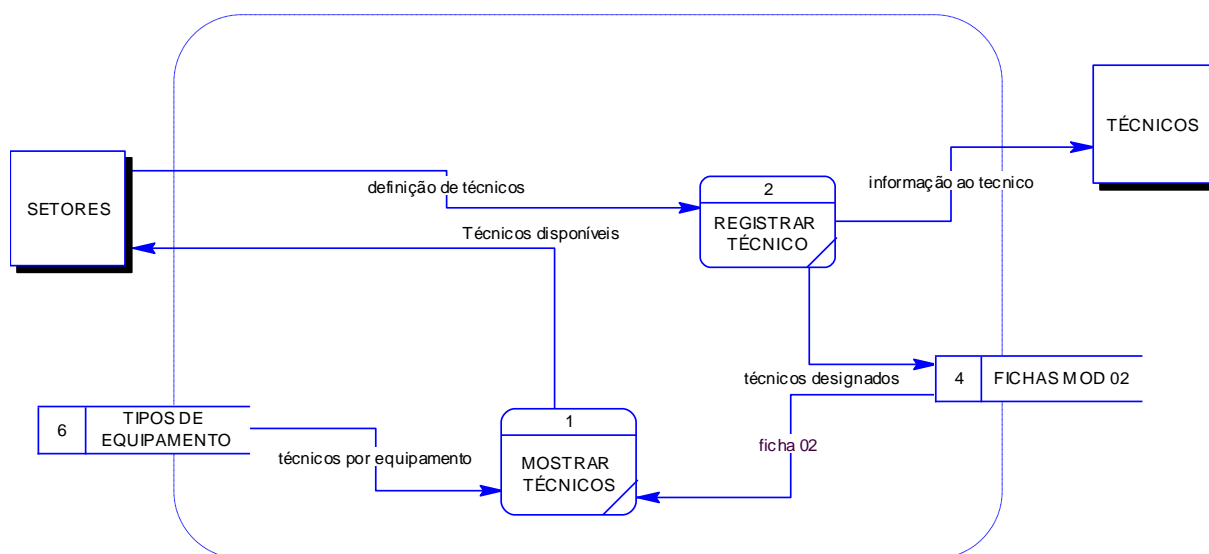 TÉCNICOS
SETORES
definição de técnicos
2
REGISTRAR
TÉCNICO
informação ao tecnico
Técnicos disponíveis
técnicos designados
4
FICHAS MOD 02
6
TIPOS DE
EQUIPAMENTO
técnicos por equipamento
1
MOSTRAR
TÉCNICOS
ficha 02